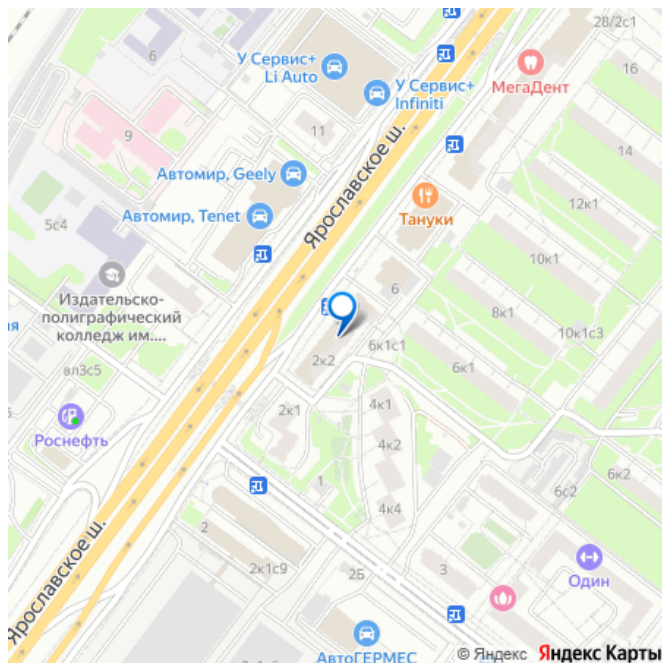 28/2с1
6
У Сервис+
Li Auto
16
МегаДент
У Сервис+
Infiniti
9
11
14
Ярославское ш.
Автомир, Geely
12к1
Автомир, Tenet
Тануки
5с4
10к1
Издательско-
полиграфический
колледж им....
6
8к1
я
10к1с3
6к1с1
вл3с5
2к2
6к1
Роснефть
2к1
4к1
4к2
6к2
1
6с2
4к4
Ярославское ш.
2
2к1с9
2Б
3
Один
АвтоГЕРМЕС
© Яндекс Яндекс Карты